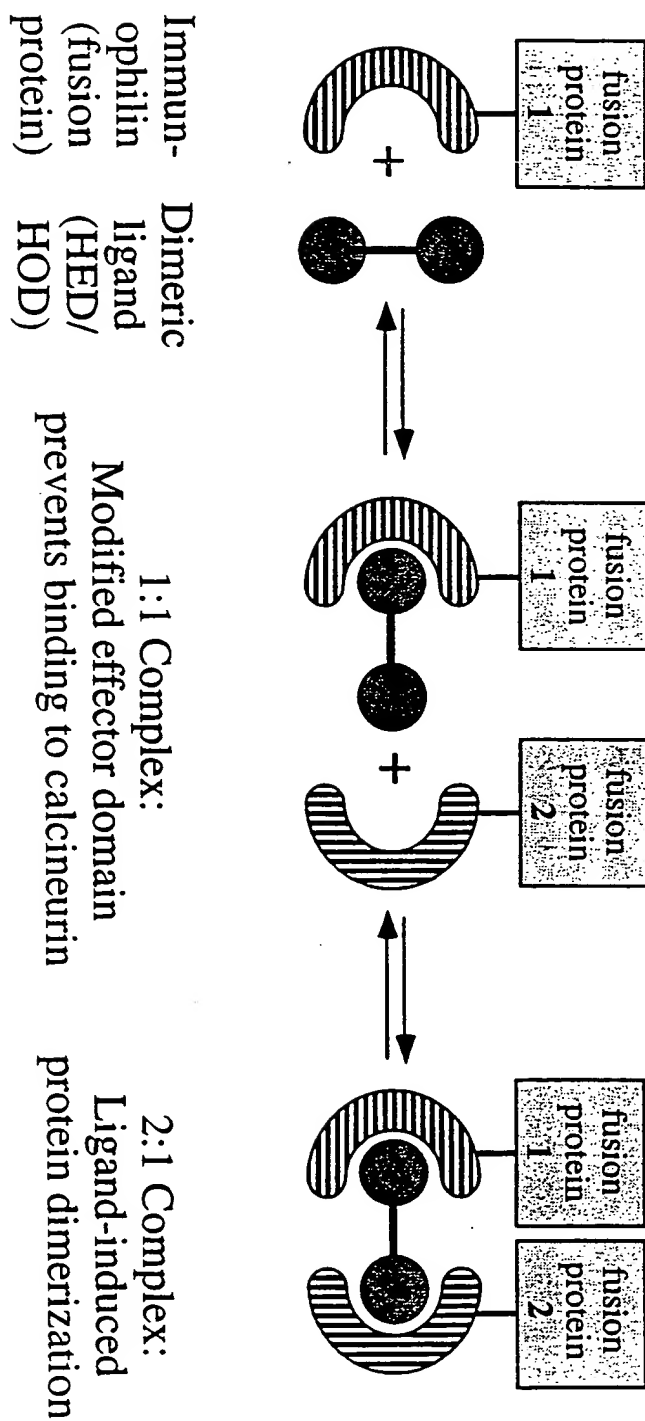 fusion
protein
1
+
fusion
protein
1
+
fusion
protein
2
fusion
protein
1
fusion
protein
2
Immun-
ophilin
(fusion
protein)
Dimeric
ligand
(HED/
HOD)
1:1 Complex:
Modified effector domain
prevents binding to calcineurin
2:1 Complex:
Ligand-induced
protein dimerization